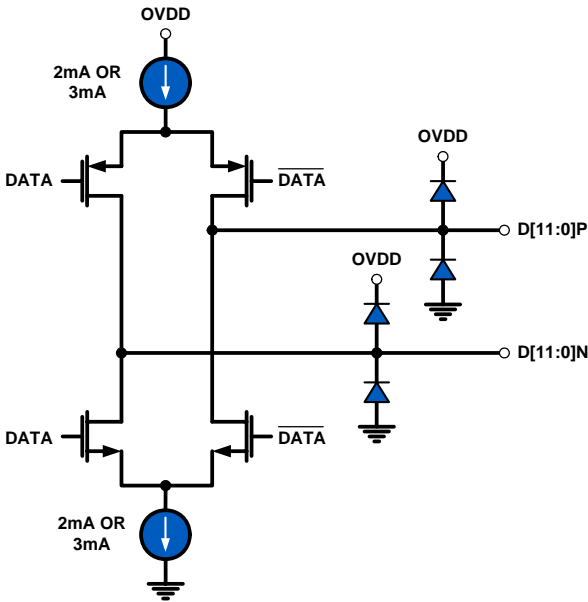 OVDD
2mA OR
3mA
OVDD
DATA
DATA
D[11:0]P
OVDD
D[11:0]N
DATA
DATA
2mA OR
3mA